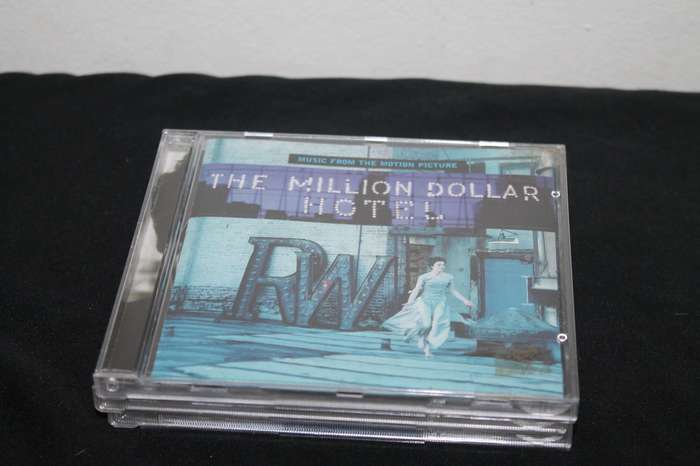 MUSIC FROM THE MOTION PICTURE
THE MILLION DOLLAR
HOTEL
RW